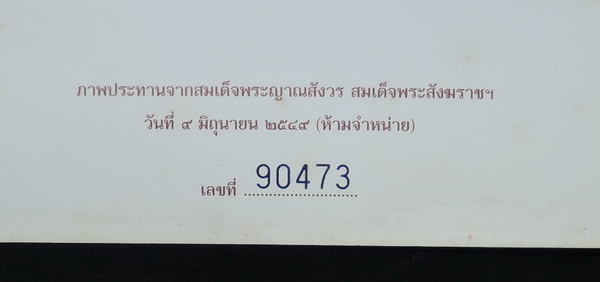 ภาพประทานจากสมเด็จพระญาณสังวร สมเด็จพระสังฆราชฯ
วันที่ ๙ มิถุนายน ๒๕๔๙ (ห้ามจำหน่าย)
เลขที่ 90473